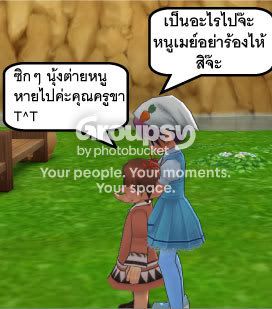 เป็นอะไรไปจ๊ะ
หนูเมย์อย่าร้องไห้
สิจ๊ะ
ซิกๆ นุ้งต่ายหนู
หายไปค่ะคุณครูขา
T^T
Groupsy
by photobucket
Your people. Your moments.
Your space.